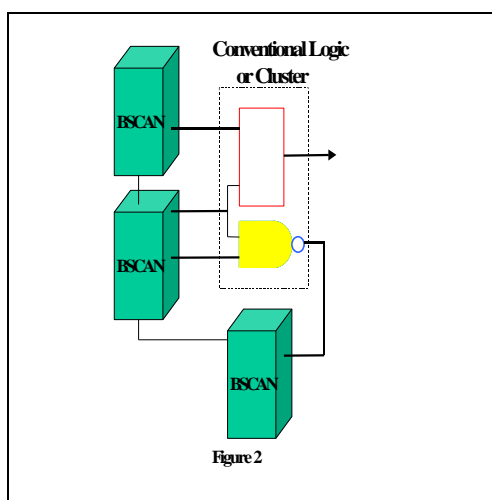 Conventional Logic
or Cluster
BSCAN
BSCAN
BSCAN
Figure 2